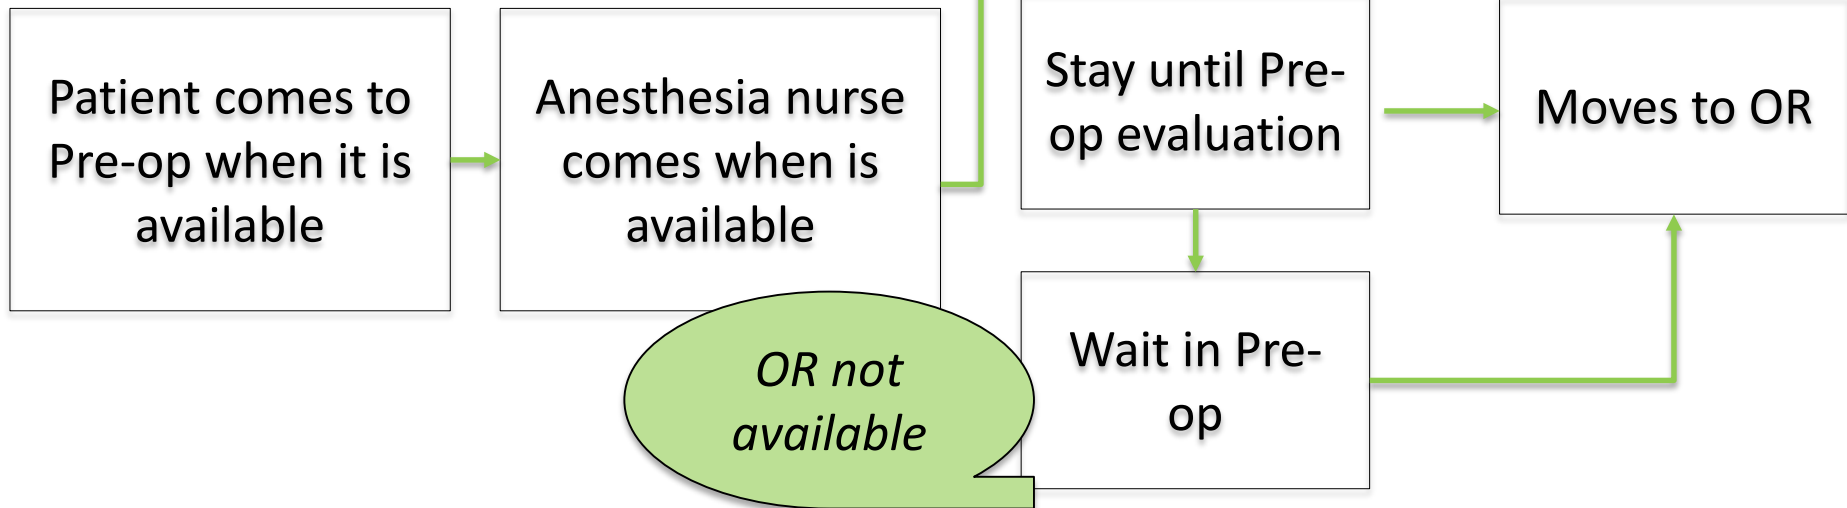 Patient comes to
Pre-op when it is
available
Anesthesia nurse
comes when is
available
Stay until Pre-
op evaluation
Moves to OR
OR not
available
Wait in Pre-
op